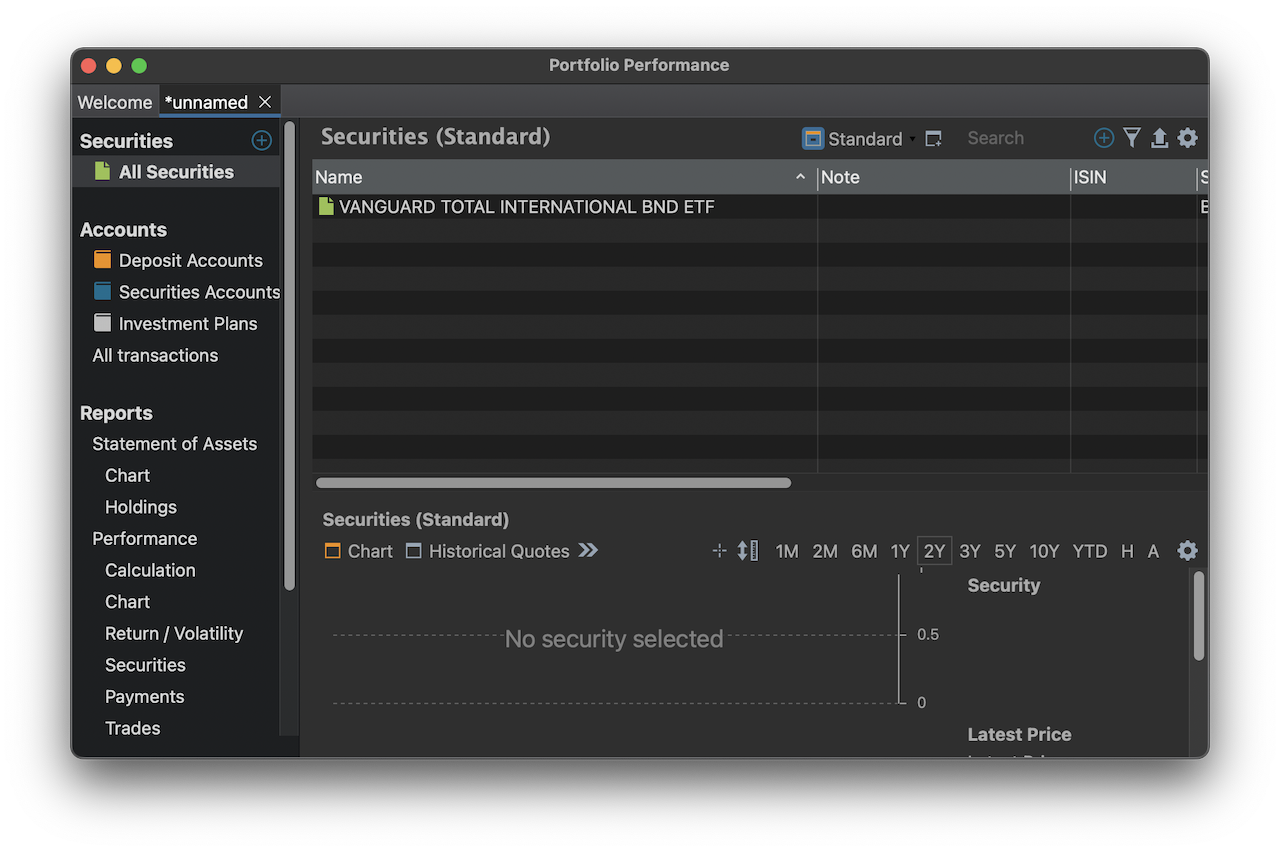 Portfolio Performance
Welcome
*unnamed
Securities
All Securities
Accounts
Deposit Accounts
Securities Accounts
Investment Plans
All transactions
Reports
Statement of Assets
Chart
Holdings
Performance
Calculation
Chart
Return / Volatility
Securities
Payments
Trades
Securities (Standard)
Standard
Search
Name Note ISIN S
VANGUARD TOTAL INTERNATIONAL BND ETF
Securities (Standard)
Chart Historical Quotes
1M 2M 6M 1Y 2Y 3Y 5Y 10Y YTD H A
No security selected
0.5
0
Security
Latest Price